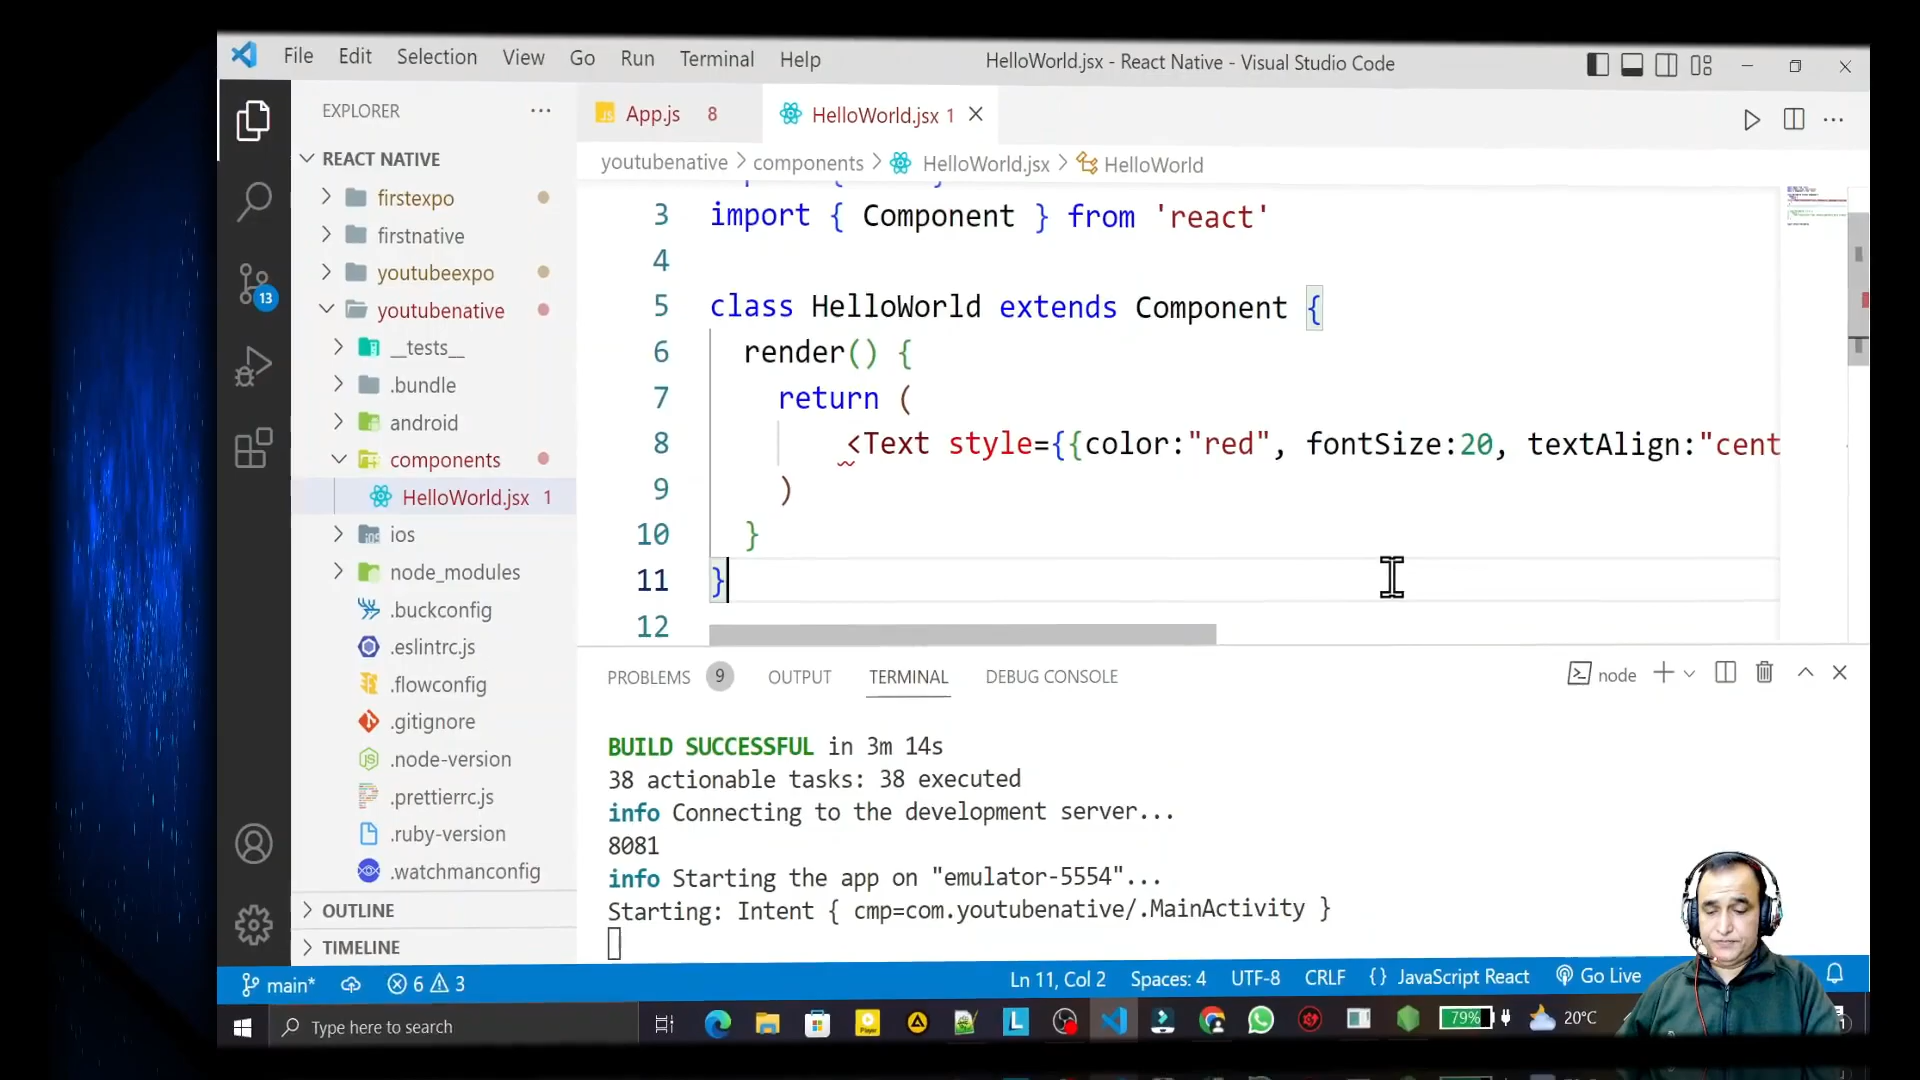 File Edit Selection View Go Run Terminal Help HelloWorld.jsx - React Native - Visual Studio Code
EXPLORER
App.js 8
HelloWorld.jsx 1
REACT NATIVE
firstexpo
firstnative
youtubeexpo
youtubenative
__tests__
.bundle
android
components
HelloWorld.jsx 1
ios
node_modules
.buckconfig
.eslintrc.js
.flowconfig
.gitignore
.node-version
.prettierrc.js
.ruby-version
.watchmanconfig
OUTLINE
TIMELINE
13
youtubenative > components > HelloWorld.jsx > HelloWorld
3 import { Component } from 'react'
4
5 class HelloWorld extends Component {
6 render() {
7 return (
8 <Text style={{color:"red", fontSize:20, textAlign:"cent
9 )
10 }
11 }
12
PROBLEMS 9 OUTPUT TERMINAL DEBUG CONSOLE
node
BUILD SUCCESSFUL in 3m 14s
38 actionable tasks: 38 executed
info Connecting to the development server...
8081
info Starting the app on "emulator-5554"...
Starting: Intent { cmp=com.youtubenative/.MainActivity }
main* 6 3 Ln 11, Col 2 Spaces: 4 UTF-8 CRLF {} JavaScript React Go Live
Type here to search
L
79%
20°C